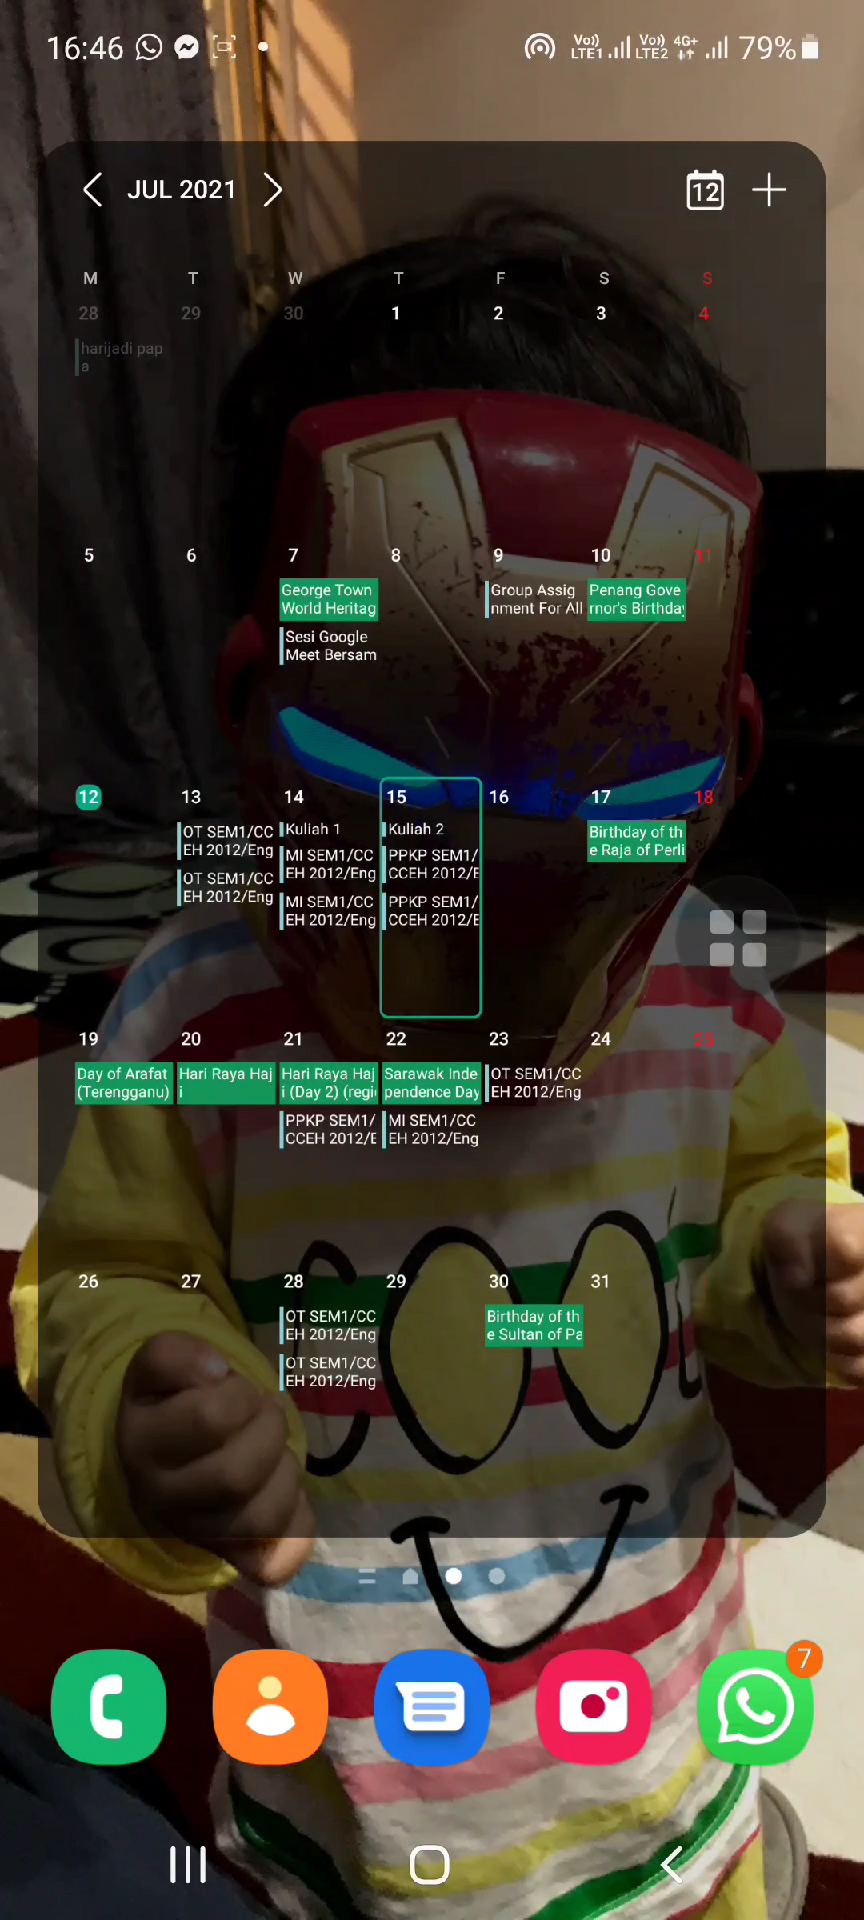 16:46 Vo)) LTE1 Vo)) LTE2 4G+ 79%
JUL 2021 12
M T W T F S S
28 29 30 1 2 3 4
harijadi pap
a
5 6 7 8 9 10 11
George Town
World Heritag
Sesi Google
Meet Bersam
Group Assig
nment For All
Penang Gove
rnor's Birthday
12 13 14 15 16 17 18
OT SEM1/CC
EH 2012/Eng
OT SEM1/CC
EH 2012/Eng
Kuliah 1
MI SEM1/CC
EH 2012/Eng
MI SEM1/CC
EH 2012/Eng
Kuliah 2
PPKP SEM1/
CCEH 2012/E
PPKP SEM1/
CCEH 2012/E
Birthday of th
e Raja of Perli
19 20 21 22 23 24 25
Day of Arafat
(Terengganu)
Hari Raya Haj
i
Hari Raya Haj
i (Day 2) (regi
PPKP SEM1/
CCEH 2012/E
Sarawak Inde
pendence Day
MI SEM1/CC
EH 2012/Eng
OT SEM1/CC
EH 2012/Eng
26 27 28 29 30 31
OT SEM1/CC
EH 2012/Eng
OT SEM1/CC
EH 2012/Eng
Birthday of th
e Sultan of Pa
7